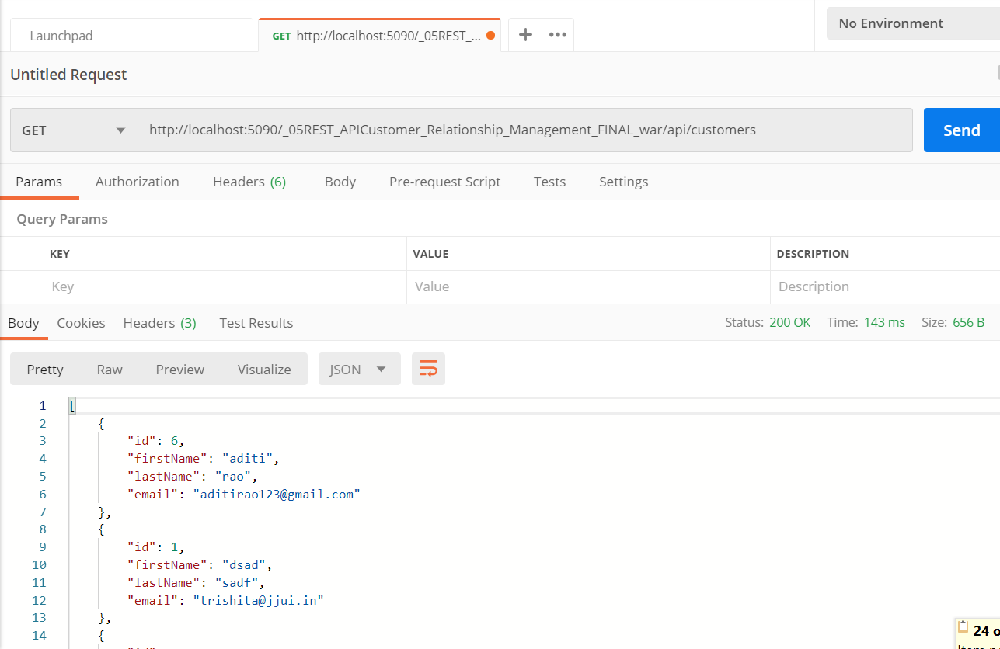 Launchpad
GET http://localhost:5090/_05REST_...
No Environment
Untitled Request
GET
http://localhost:5090/_05REST_APICustomer_Relationship_Management_FINAL_war/api/customers
Send
Params Authorization Headers (6) Body Pre-request Script Tests Settings
Query Params
KEY VALUE DESCRIPTION
Key Value Description
Body Cookies Headers (3) Test Results Status: 200 OK Time: 143 ms Size: 656 B
Pretty Raw Preview Visualize JSON
1 [
2 {
3 "id": 6,
4 "firstName": "aditi",
5 "lastName": "rao",
6 "email": "aditirao123@gmail.com"
7 },
8 {
9 "id": 1,
10 "firstName": "dsad",
11 "lastName": "sadf",
12 "email": "trishita@jjui.in"
13 },
14 {
24 o